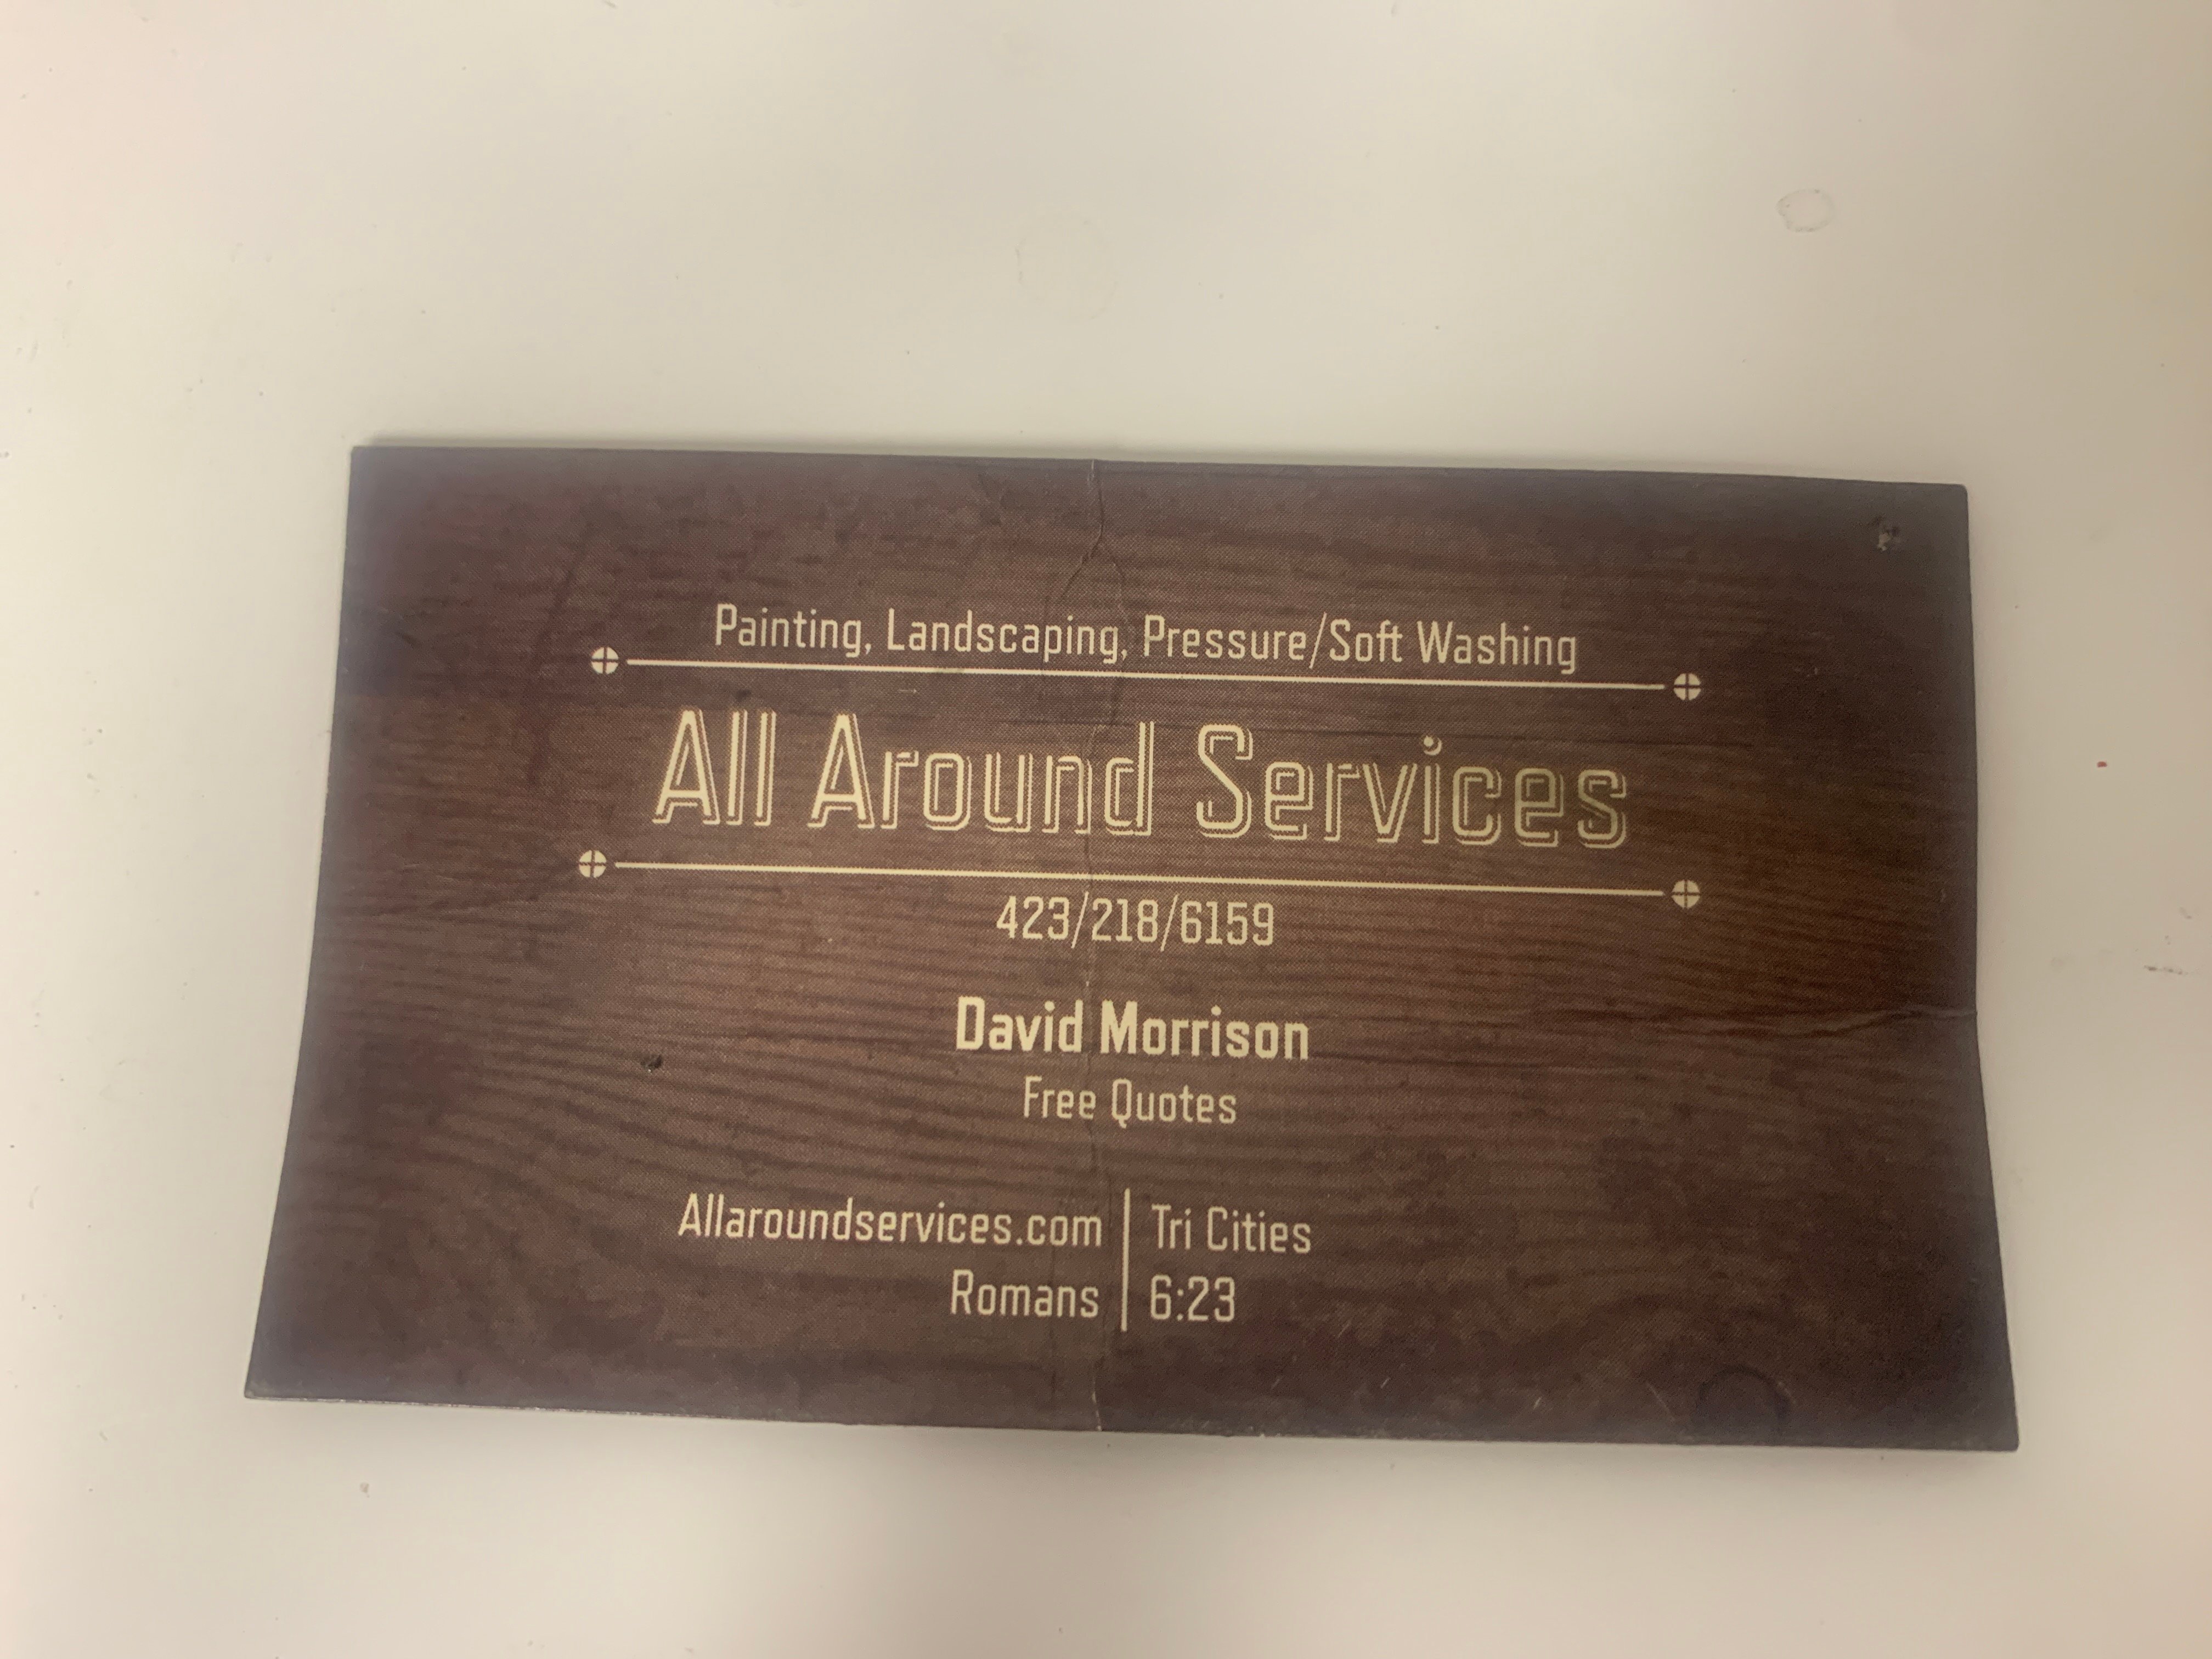 Painting, Landscaping, Pressure/Soft Washing
All Around Services
423/218/6159
David Morrison
Free Quotes
Allaroundservices.com | Tri Cities
Romans | 6:23